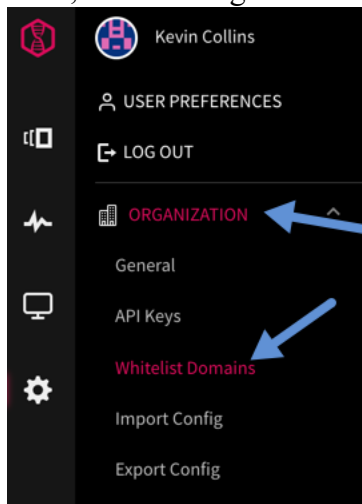 Kevin Collins
USER PREFERENCES
LOG OUT
ORGANIZATION
General
API Keys
Whitelist Domains
Import Config
Export Config